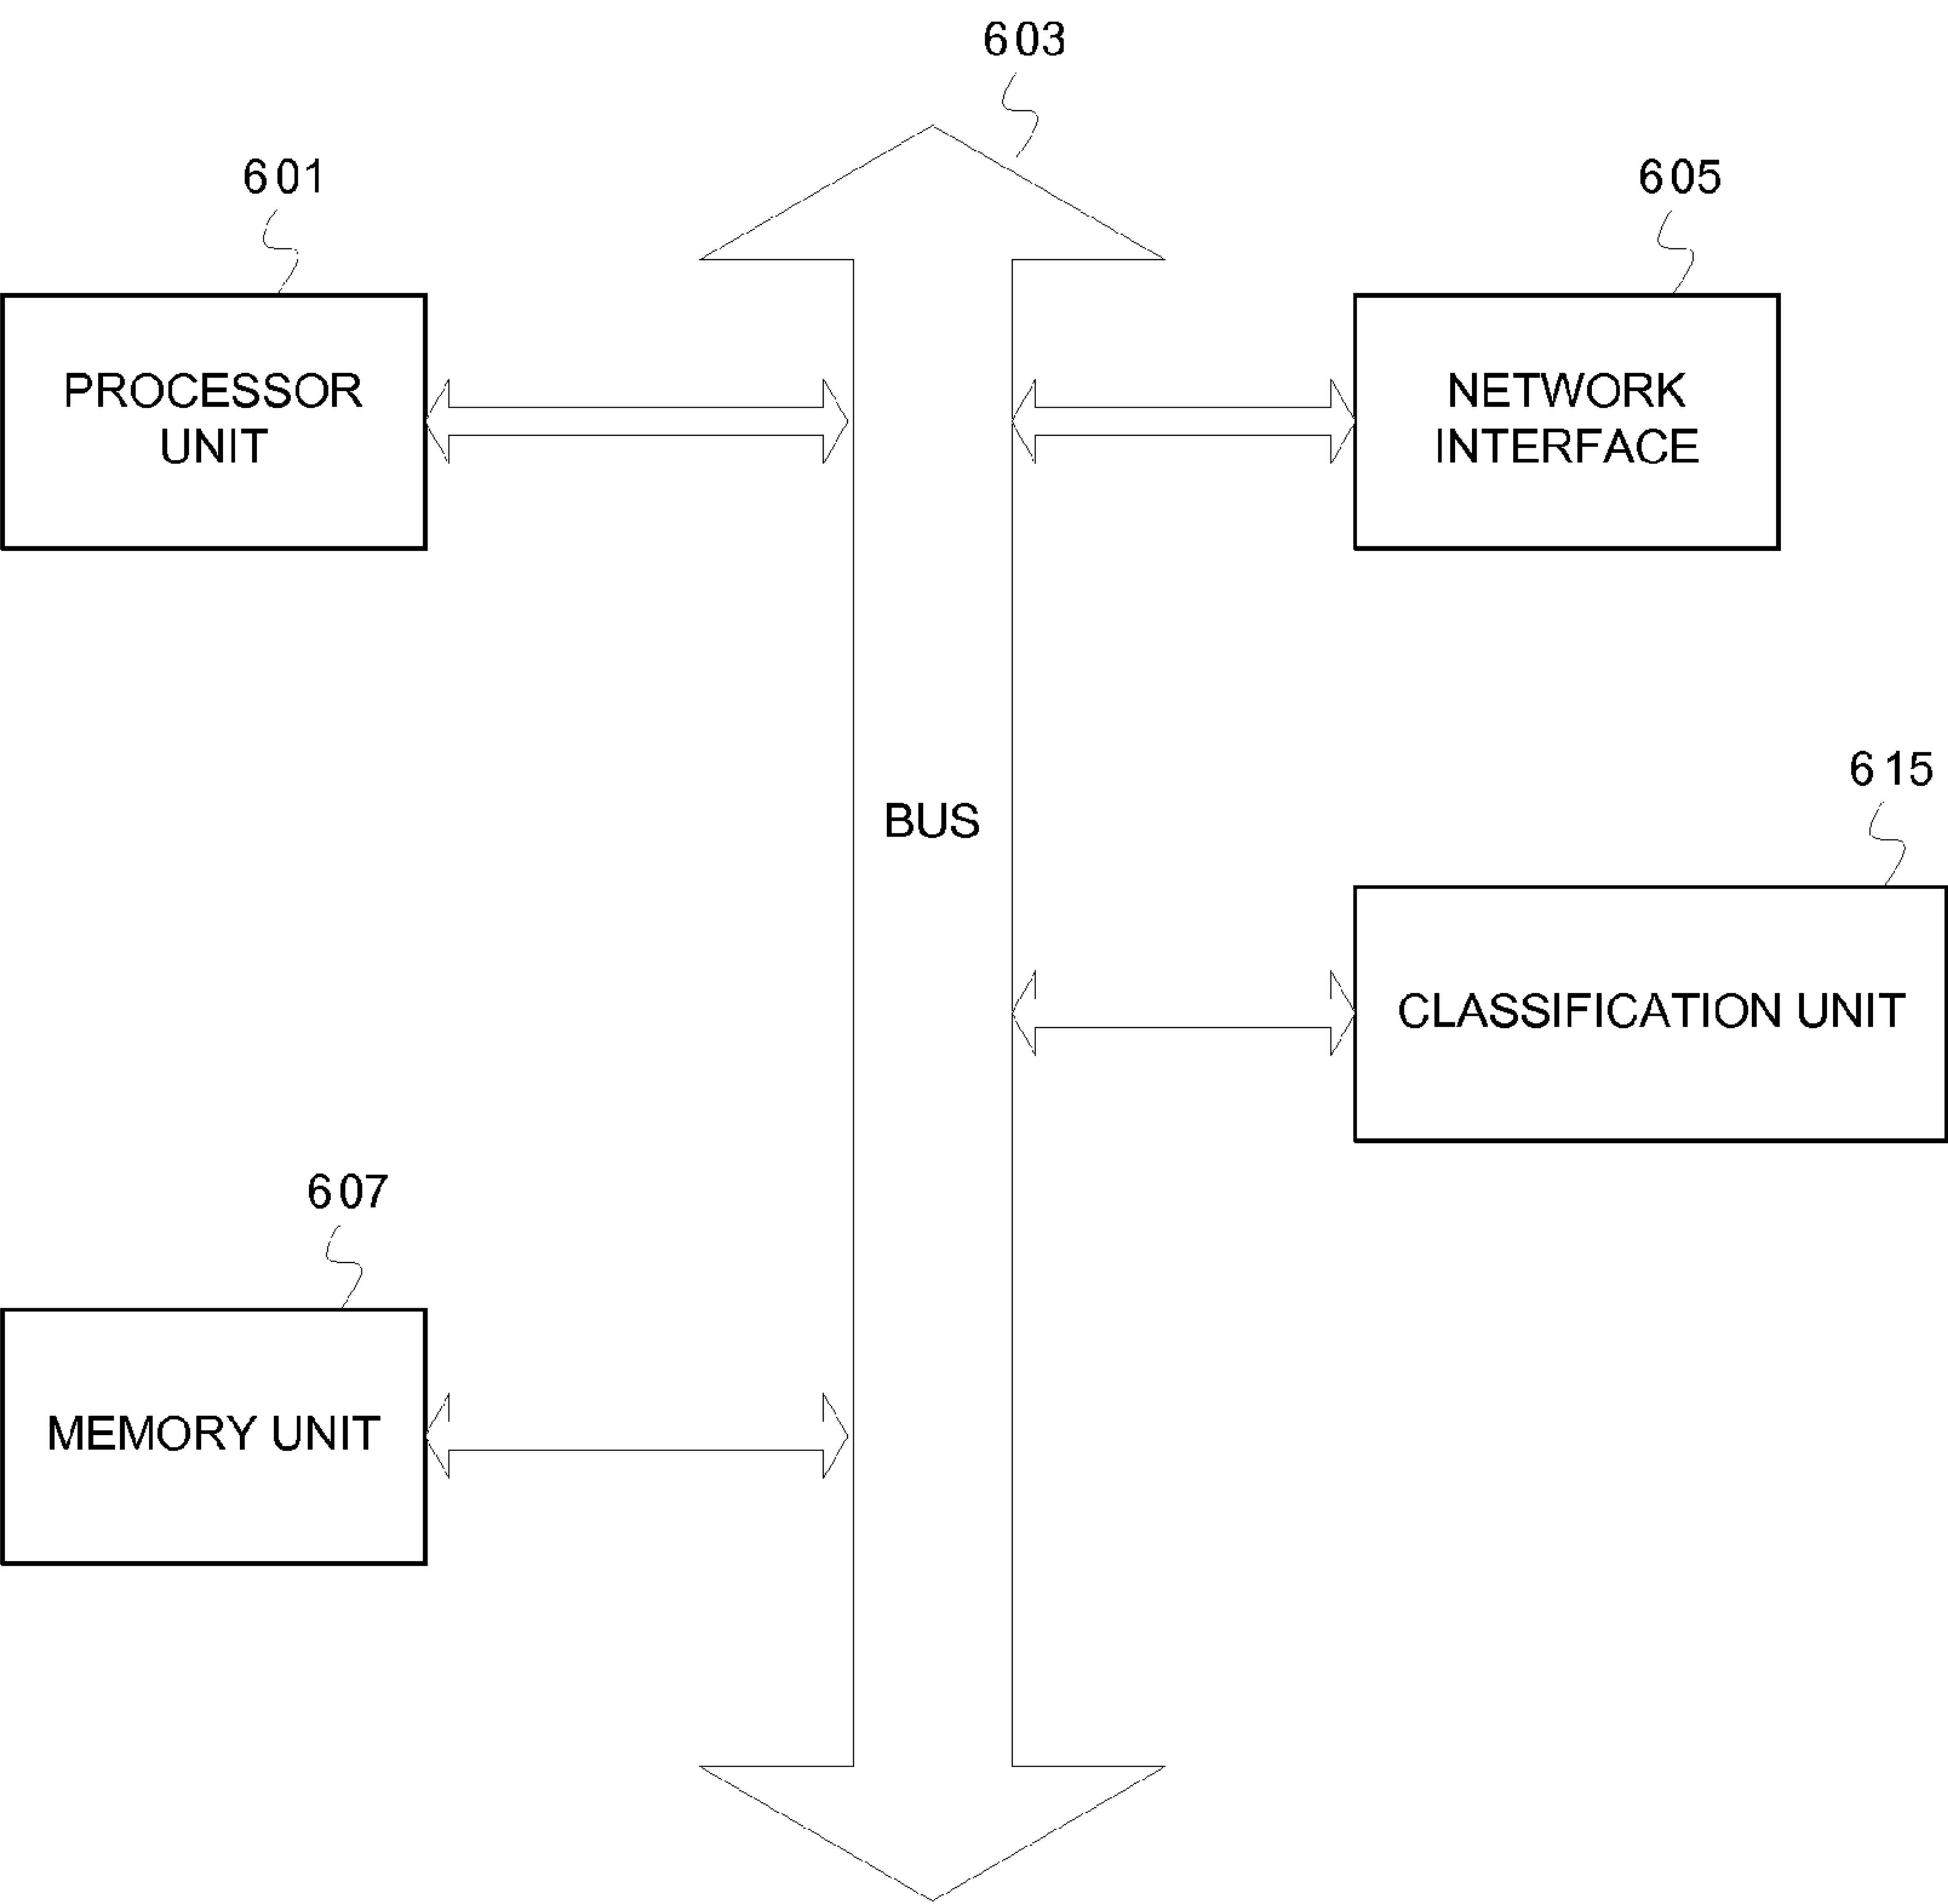 603
601
605
PROCESSOR
UNIT
NETWORK
INTERFACE
615
BUS
CLASSIFICATION UNIT
607
MEMORY UNIT